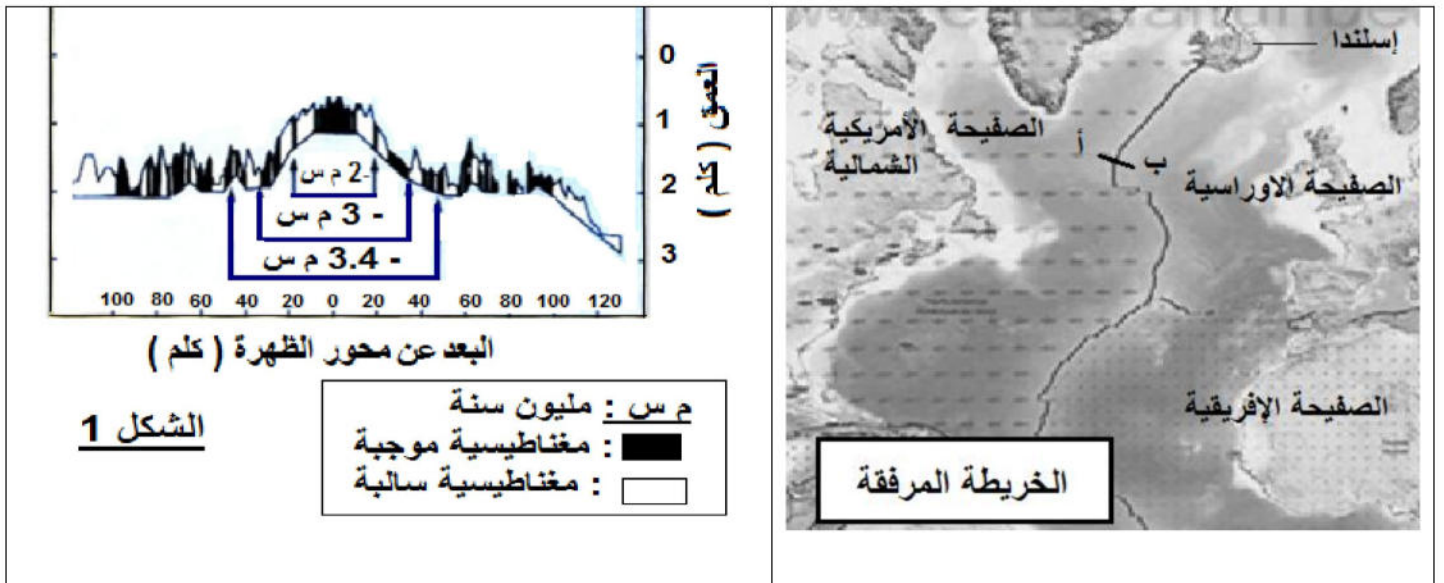 0
1
2
3
العمق ( كلم )
-2 م س
- 3 م س
- 3.4 م س
100 80 60 40 20 0 20 40 60 80 100 120
البعد عن محور الظهرة ( كلم )
الشكل 1
م س : مليون سنة
: مغناطيسية موجبة
: مغناطيسية سالبة
إسلندا
الصفيحة الأمريكية
الشمالية
أ
ب
الصفيحة الاوراسية
الصفيحة الإفريقية
الخريطة المرفقة